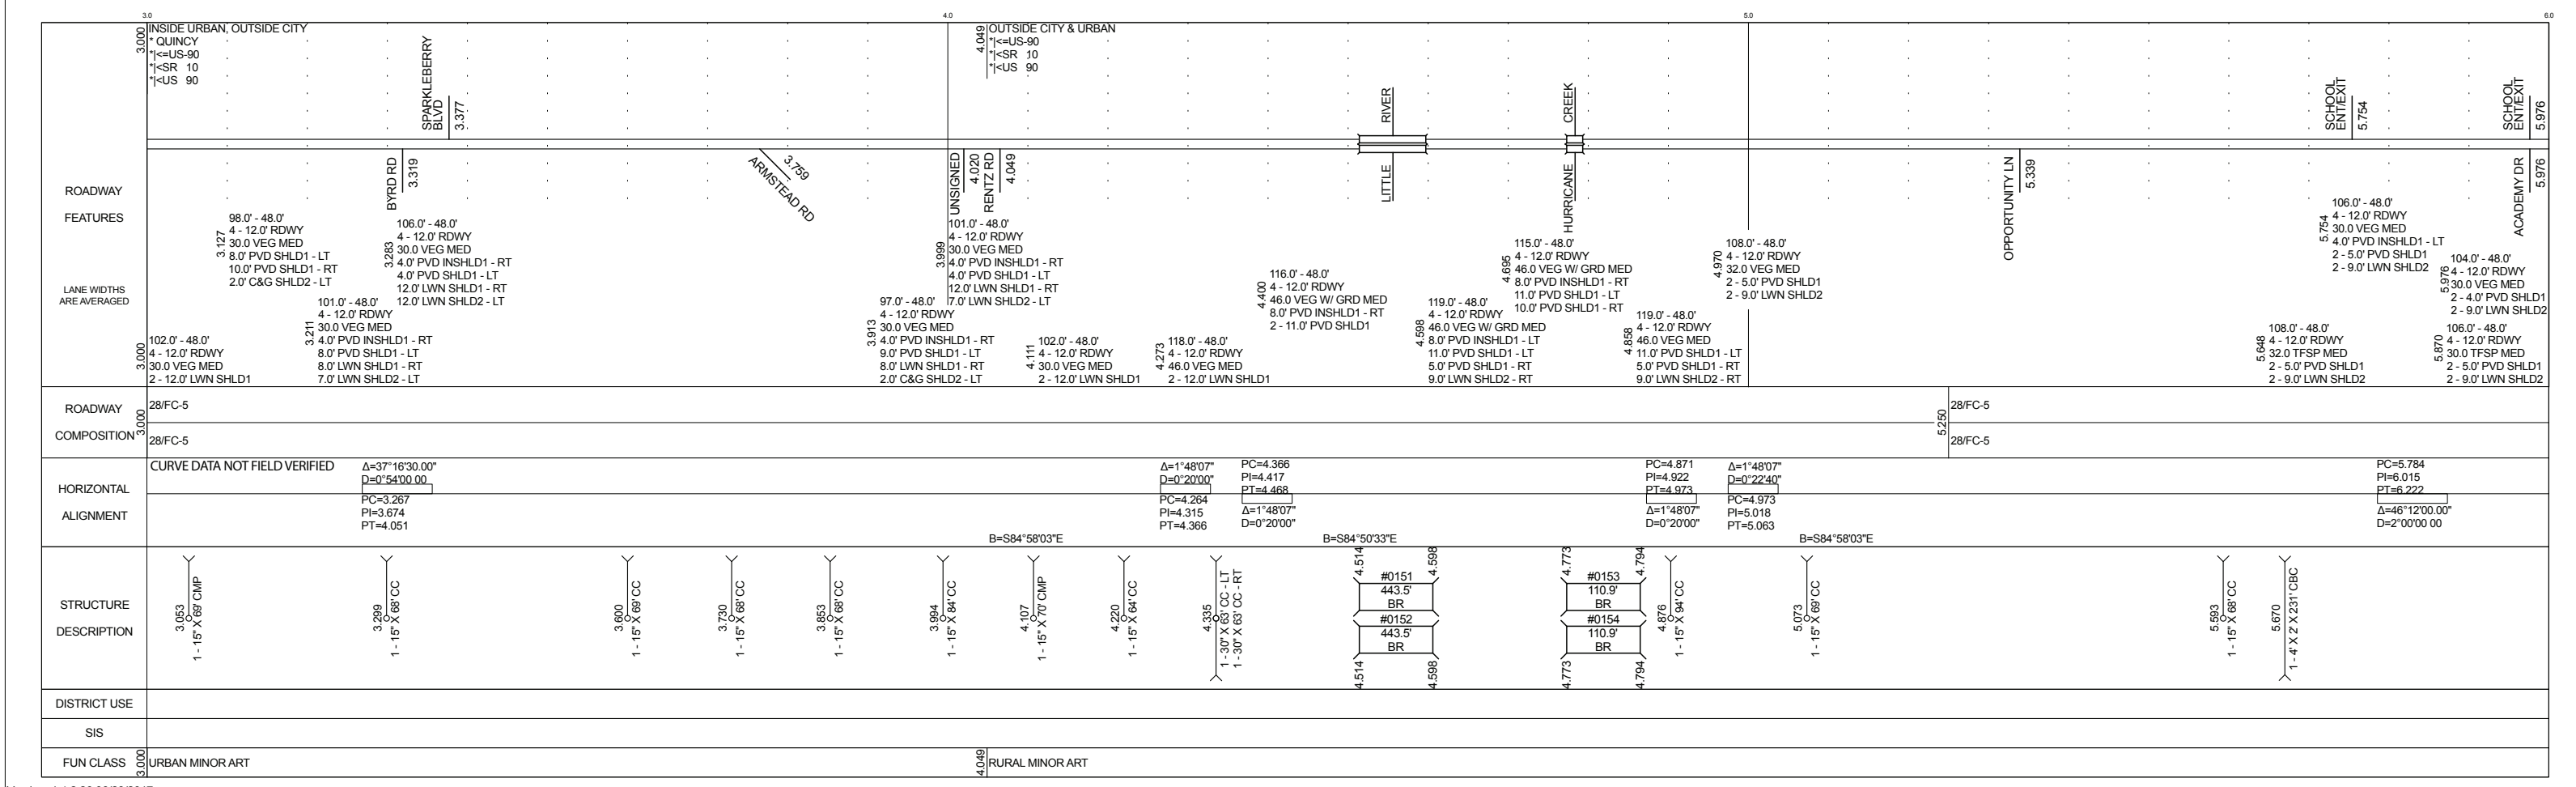 3.0
4.0
5.0
6.0
3.000
INSIDE URBAN, OUTSIDE CITY
* QUINCY
*|<=US-90
*|<SR 10
*|<US 90
4.049
OUTSIDE CITY & URBAN
*|<=US-90
*|<SR 10
*|<US 90
SPARKLEBERRY
BLVD
3.377
RIVER
CREEK
SCHOOL
ENT/EXIT
5.754
SCHOOL
ENT/EXIT
5.976
ROADWAY
FEATURES
LANE WIDTHS
ARE AVERAGED
BYRD RD
3.319
3.759
ARMSTEAD RD
UNSIGNED
4.020
RENTZ RD
4.049
LITTLE
HURRICANE
OPPORTUNITY LN
5.339
ACADEMY DR
5.976
3.000
102.0' - 48.0'
4 - 12.0' RDWY
30.0 VEG MED
2 - 12.0' LWN SHLD1
3.127
98.0' - 48.0'
4 - 12.0' RDWY
30.0 VEG MED
8.0' PVD SHLD1 - LT
10.0' PVD SHLD1 - RT
2.0' C&G SHLD2 - LT
3.211
101.0' - 48.0'
4 - 12.0' RDWY
30.0 VEG MED
4.0' PVD INSHLD1 - RT
8.0' PVD SHLD1 - LT
8.0' LWN SHLD1 - RT
7.0' LWN SHLD2 - LT
3.283
106.0' - 48.0'
4 - 12.0' RDWY
30.0 VEG MED
4.0' PVD INSHLD1 - RT
4.0' PVD SHLD1 - LT
12.0' LWN SHLD1 - RT
12.0' LWN SHLD2 - LT
3.913
97.0' - 48.0'
4 - 12.0' RDWY
30.0 VEG MED
4.0' PVD INSHLD1 - RT
9.0' PVD SHLD1 - LT
8.0' LWN SHLD1 - RT
2.0' C&G SHLD2 - LT
3.999
101.0' - 48.0'
4 - 12.0' RDWY
30.0 VEG MED
4.0' PVD INSHLD1 - RT
4.0' PVD SHLD1 - LT
12.0' LWN SHLD1 - RT
7.0' LWN SHLD2 - LT
4.111
102.0' - 48.0'
4 - 12.0' RDWY
30.0 VEG MED
2 - 12.0' LWN SHLD1
4.273
118.0' - 48.0'
4 - 12.0' RDWY
46.0 VEG MED
2 - 12.0' LWN SHLD1
4.400
116.0' - 48.0'
4 - 12.0' RDWY
46.0 VEG W/ GRD MED
8.0' PVD INSHLD1 - RT
2 - 11.0' PVD SHLD1
4.598
119.0' - 48.0'
4 - 12.0' RDWY
46.0 VEG W/ GRD MED
8.0' PVD INSHLD1 - LT
11.0' PVD SHLD1 - LT
5.0' PVD SHLD1 - RT
9.0' LWN SHLD2 - RT
4.695
115.0' - 48.0'
4 - 12.0' RDWY
46.0 VEG W/ GRD MED
8.0' PVD INSHLD1 - RT
11.0' PVD SHLD1 - LT
10.0' PVD SHLD1 - RT
4.858
119.0' - 48.0'
4 - 12.0' RDWY
46.0 VEG MED
11.0' PVD SHLD1 - LT
5.0' PVD SHLD1 - RT
9.0' LWN SHLD2 - RT
4.970
108.0' - 48.0'
4 - 12.0' RDWY
32.0 VEG MED
2 - 5.0' PVD SHLD1
2 - 9.0' LWN SHLD2
5.648
108.0' - 48.0'
4 - 12.0' RDWY
32.0 TFSP MED
2 - 5.0' PVD SHLD1
2 - 9.0' LWN SHLD2
5.754
106.0' - 48.0'
4 - 12.0' RDWY
30.0 VEG MED
4.0' PVD INSHLD1 - LT
2 - 5.0' PVD SHLD1
2 - 9.0' LWN SHLD2
5.870
106.0' - 48.0'
4 - 12.0' RDWY
30.0 TFSP MED
2 - 5.0' PVD SHLD1
2 - 9.0' LWN SHLD2
5.976
104.0' - 48.0'
4 - 12.0' RDWY
30.0 VEG MED
2 - 4.0' PVD SHLD1
2 - 9.0' LWN SHLD2
ROADWAY
COMPOSITION
3.000
28/FC-5
28/FC-5
5.250
28/FC-5
28/FC-5
HORIZONTAL
ALIGNMENT
CURVE DATA NOT FIELD VERIFIED
Δ=37°16'30.00"
D=0°54'00 00
PC=3.267
PI=3.674
PT=4.051
Δ=1°48'07"
D=0°20'00"
PC=4.264
PI=4.315
PT=4.366
PC=4.366
PI=4.417
PT=4.468
Δ=1°48'07"
D=0°20'00"
PC=4.871
PI=4.922
PT=4.973
Δ=1°48'07"
D=0°20'00"
Δ=1°48'07"
D=0°22'40"
PC=4.973
PI=5.018
PT=5.063
PC=5.784
PI=6.015
PT=6.222
Δ=46°12'00.00"
D=2°00'00 00
B=S84°58'03"E
B=S84°50'33"E
B=S84°58'03"E
STRUCTURE
DESCRIPTION
3.053
1 - 15" X 69' CMP
3.299
1 - 15" X 68' CC
3.600
1 - 15" X 69' CC
3.730
1 - 15" X 68' CC
3.853
1 - 15" X 68' CC
3.994
1 - 15" X 84' CC
4.107
1 - 15" X 70' CMP
4.220
1 - 15" X 64' CC
4.335
1 - 30" X 63' CC - LT
1 - 30" X 63' CC - RT
4.514
4.598
#0151
443.5'
BR
#0152
443.5'
BR
4.514
4.598
4.773
4.794
#0153
110.9'
BR
#0154
110.9'
BR
4.773
4.794
4.876
1 - 15" X 94' CC
5.073
1 - 15" X 69' CC
5.593
1 - 15" X 68' CC
5.670
1 - 4' X 2' X 231' CBC
DISTRICT USE
SIS
FUN CLASS
3.000
URBAN MINOR ART
4.049
RURAL MINOR ART